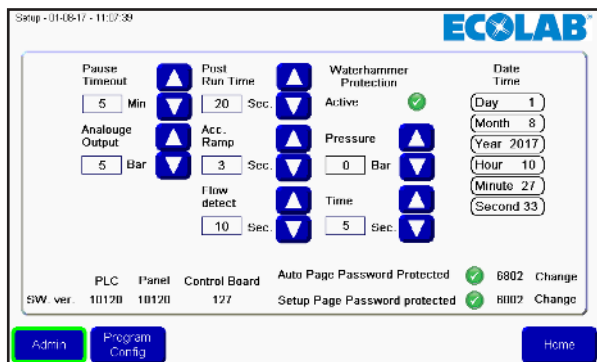 Setup - 01-08-17 - 11:07:39
ECOLAB
Pause Timeout
5 Min
Post Run Time
20 Sec.
Waterhammer Protection
Active
Date Time
Day 1
Month 8
Year 2017
Hour 10
Minute 27
Second 33
Analouge Output
5 Bar
Acc. Ramp
3 Sec.
Pressure
0 Bar
Flow detect
10 Sec.
Time
5 Sec.
PLC Panel Control Board
SW. ver. 10120 10120 127
Auto Page Password Protected 6802 Change
Setup Page Password protected 6002 Change
Admin
Program Config
Home